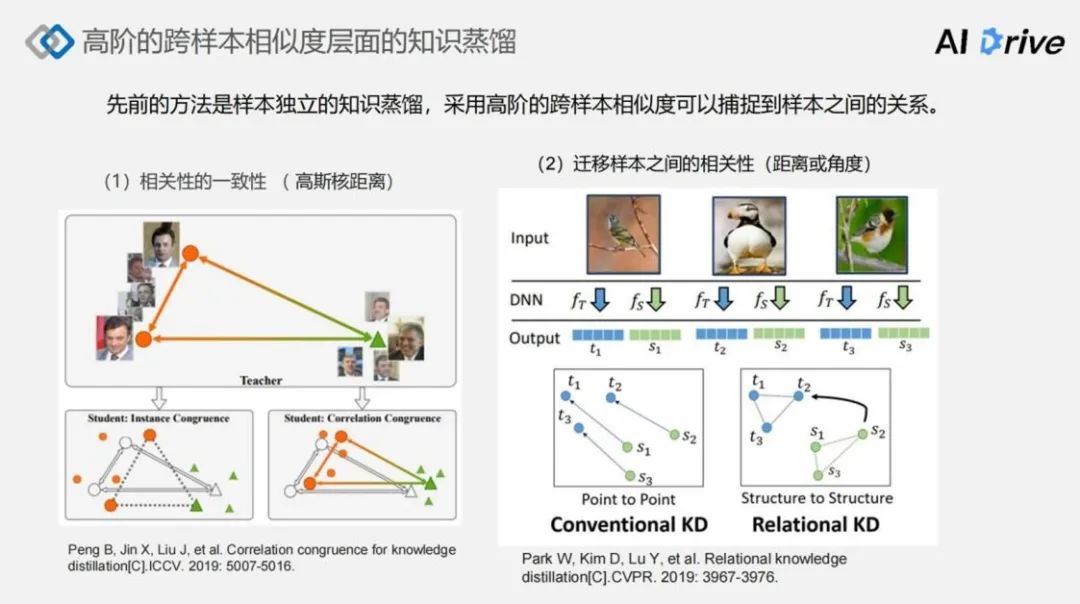 高阶的跨样本相似度层面的知识蒸馏
AI Drive
先前的方法是样本独立的知识蒸馏，采用高阶的跨样本相似度可以捕捉到样本之间的关系。
（1）相关性的一致性 （ 高斯核距离）
Teacher
Student: Instance Congruence
Student: Correlation Congruence
Peng B, Jin X, Liu J, et al. Correlation congruence for knowledge
distillation[C].ICCV. 2019: 5007-5016.
（2）迁移样本之间的相关性（距离或角度）
Input
DNN f_T f_S f_T f_S f_T f_S
Output
t_1 s_1 t_2 s_2 t_3 s_3
t_1 t_2
t_3
s_1 s_2
s_3
Point to Point
Conventional KD
t_1 t_2
t_3
s_1 s_2
s_3
Structure to Structure
Relational KD
Park W, Kim D, Lu Y, et al. Relational knowledge
distillation[C].CVPR. 2019: 3967-3976.